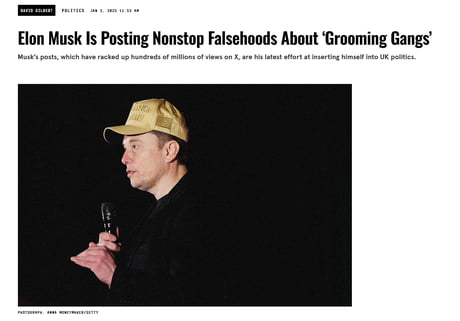 DAVID GILBERT POLITICS JAN 3, 2025 11:53 AM
Elon Musk Is Posting Nonstop Falsehoods About ‘Grooming Gangs’
Musk’s posts, which have racked up hundreds of millions of views on X, are his latest effort at inserting himself into UK politics.
PHOTOGRAPH: ANNA MONEYMAKER/GETTY